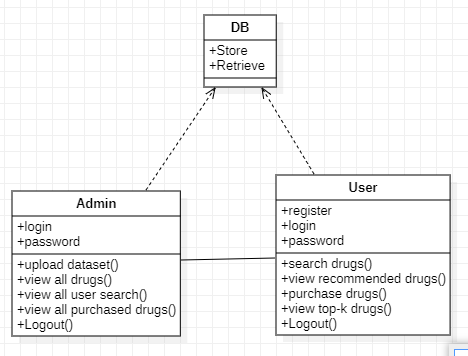 DB
+Store
+Retrieve
Admin
+login
+password
+upload dataset()
+view all drugs()
+view all user search()
+view all purchased drugs()
+Logout()
User
+register
+login
+password
+search drugs()
+view recommended drugs()
+purchase drugs()
+view top-k drugs()
+Logout()